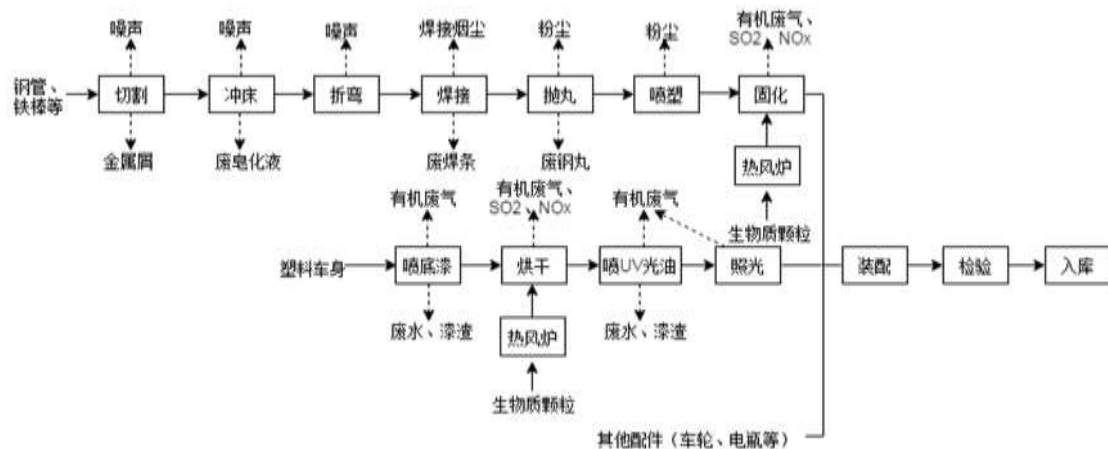 噪声
噪声
噪声
焊接烟尘
粉尘
粉尘
有机废气、
SO2、NOx
钢管、
铁棒等
切割
冲床
折弯
焊接
抛丸
喷塑
固化
金属屑
废皂化液
废焊条
废钢丸
热风炉
生物质颗粒
有机废气
有机废气、
SO2、NOx
有机废气
塑料车身
喷底漆
烘干
喷UV光油
照光
装配
检验
入库
废水、漆渣
热风炉
废水、漆渣
生物质颗粒
其他配件（车轮、电瓶等）